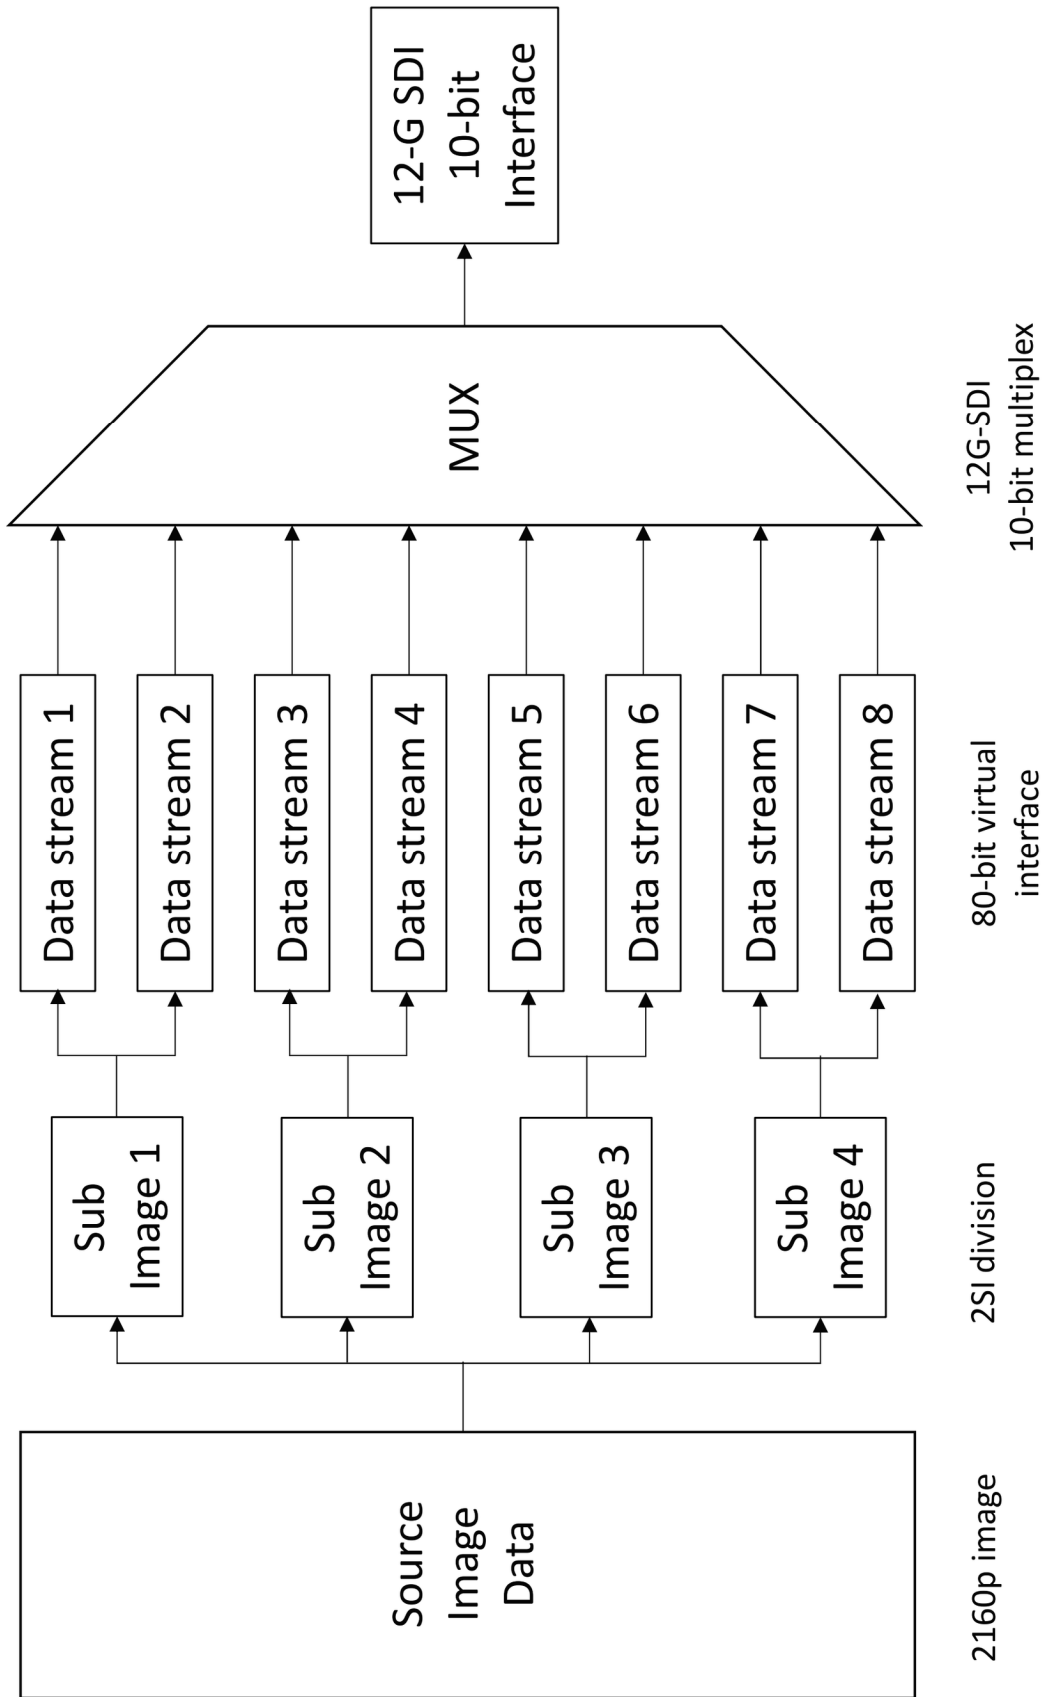 Source
Image
Data
Sub
Image 1
Sub
Image 2
Sub
Image 3
Sub
Image 4
Data stream 1
Data stream 2
Data stream 3
Data stream 4
Data stream 5
Data stream 6
Data stream 7
Data stream 8
MUX
12-G SDI
10-bit
Interface
2160p image
2SI division
80-bit virtual
interface
12G-SDI
10-bit multiplex